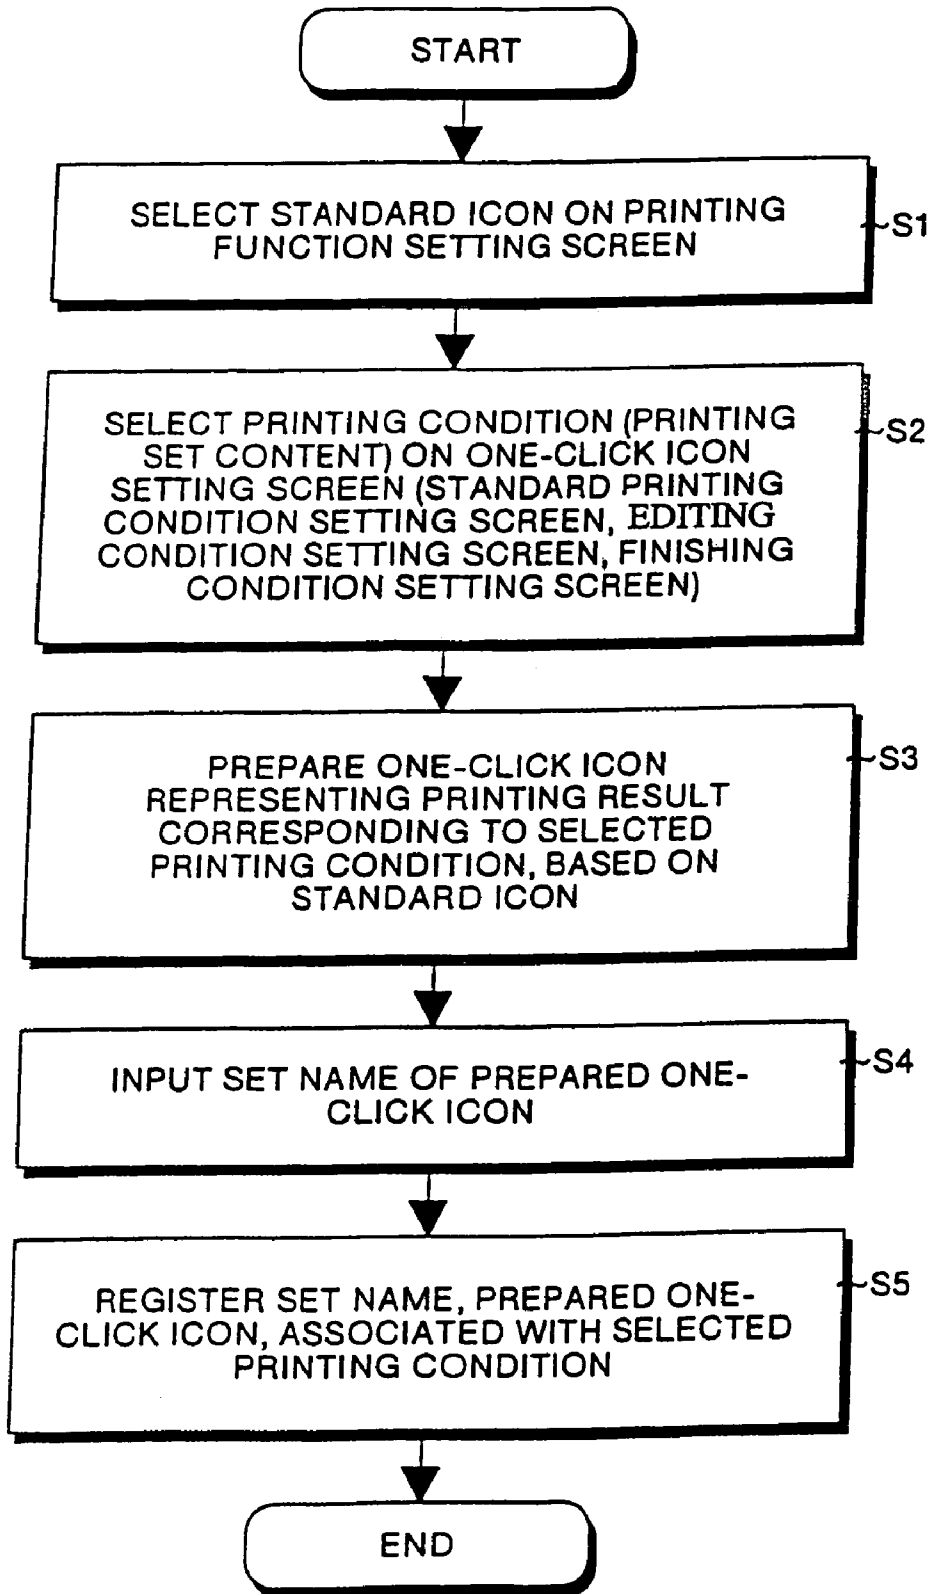 START
SELECT STANDARD ICON ON PRINTING
FUNCTION SETTING SCREEN
S1
SELECT PRINTING CONDITION (PRINTING
SET CONTENT) ON ONE-CLICK ICON
SETTING SCREEN (STANDARD PRINTING
CONDITION SETTING SCREEN, EDITING
CONDITION SETTING SCREEN, FINISHING
CONDITION SETTING SCREEN)
S2
PREPARE ONE-CLICK ICON
REPRESENTING PRINTING RESULT
CORRESPONDING TO SELECTED
PRINTING CONDITION, BASED ON
STANDARD ICON
S3
INPUT SET NAME OF PREPARED ONE-
CLICK ICON
S4
REGISTER SET NAME, PREPARED ONE-
CLICK ICON, ASSOCIATED WITH SELECTED
PRINTING CONDITION
S5
END